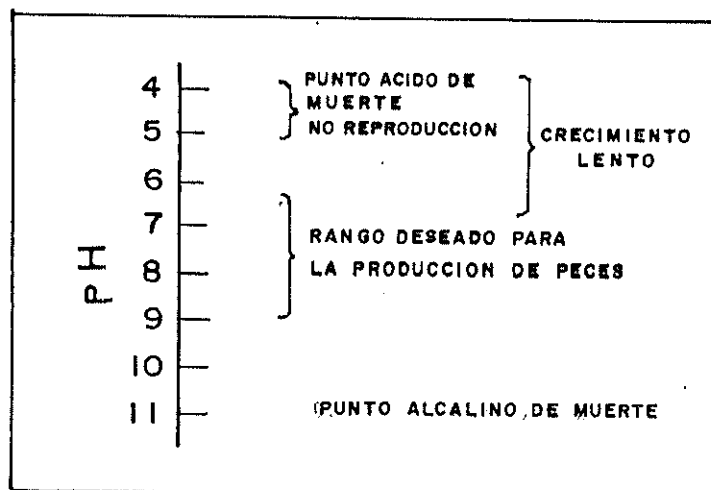 PH
4
5
6
7
8
9
10
11
PUNTO ACIDO DE
MUERTE
NO REPRODUCCION
CRECIMIENTO
LENTO
RANGO DESEADO PARA
LA PRODUCCION DE PECES
PUNTO ALCALINO DE MUERTE